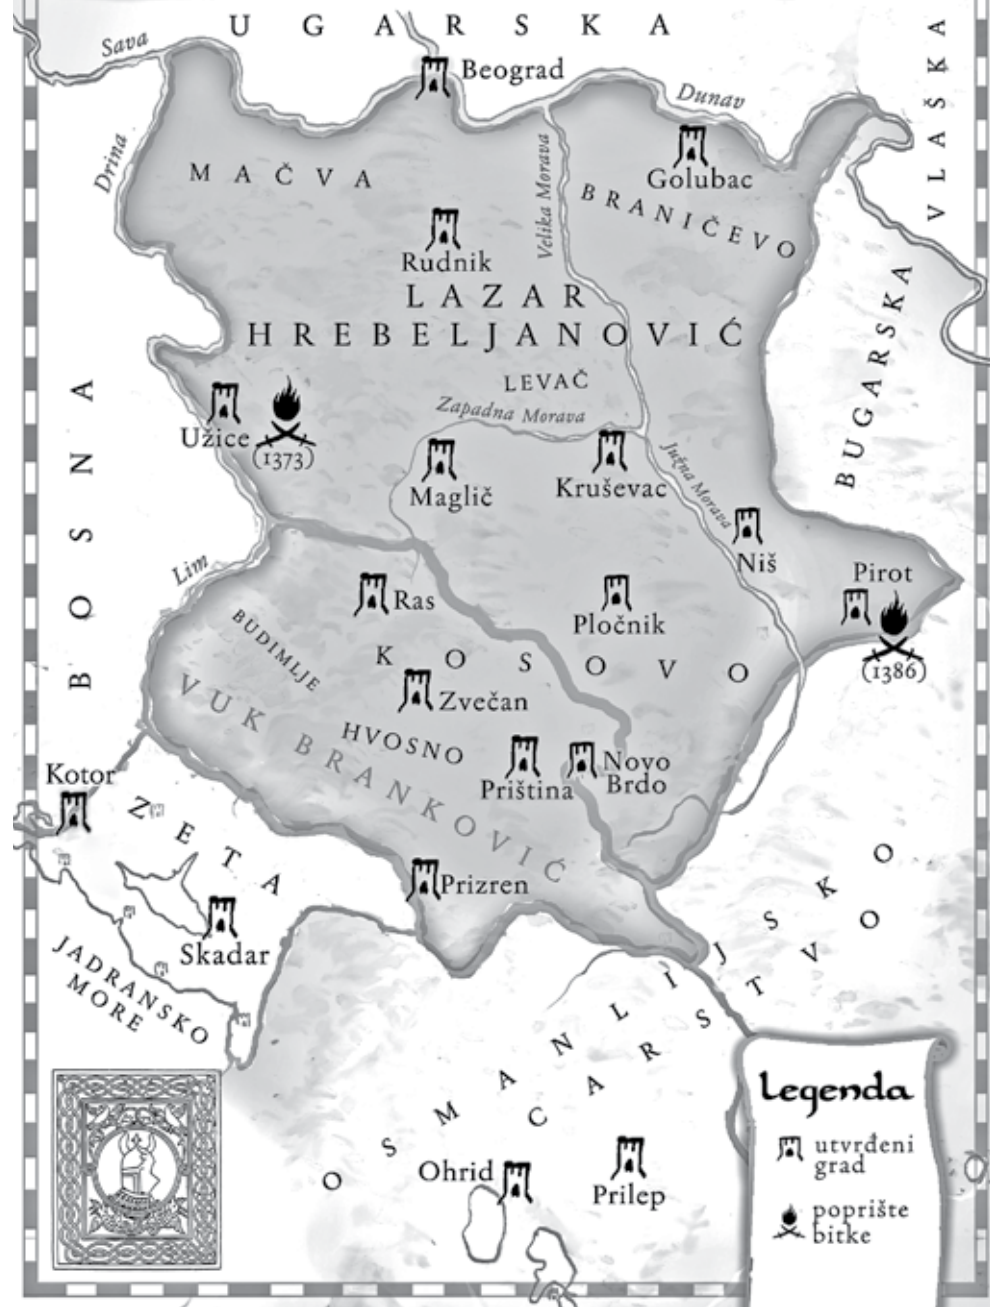 UGARSKA
Sava
Beograd
Dunav
VLAŠKA
Drina
MAČVA
Velika Morava
Golubac
BRANIČEVO
Rudnik
LAZAR
HREBELJANOVIĆ
BUGARSKA
LEVAČ
Zapadna Morava
BOSNA
Užice
(1373)
Maglič
Kruševac
Južna Morava
Niš
Lim
Pirot
(1386)
Ras
Pločnik
BUDIMLJE
KOSOVO
Zvečan
VUK BRANKOVIĆ
HVOSNO
Priština
Novo
Brdo
Kotor
ZETA
Prizren
Skadar
JADRANSKO
MORE
OSMANLIJSKO
CARSTVO
Ohrid
Prilep
Legenda
utvrđeni
grad
poprište
bitke